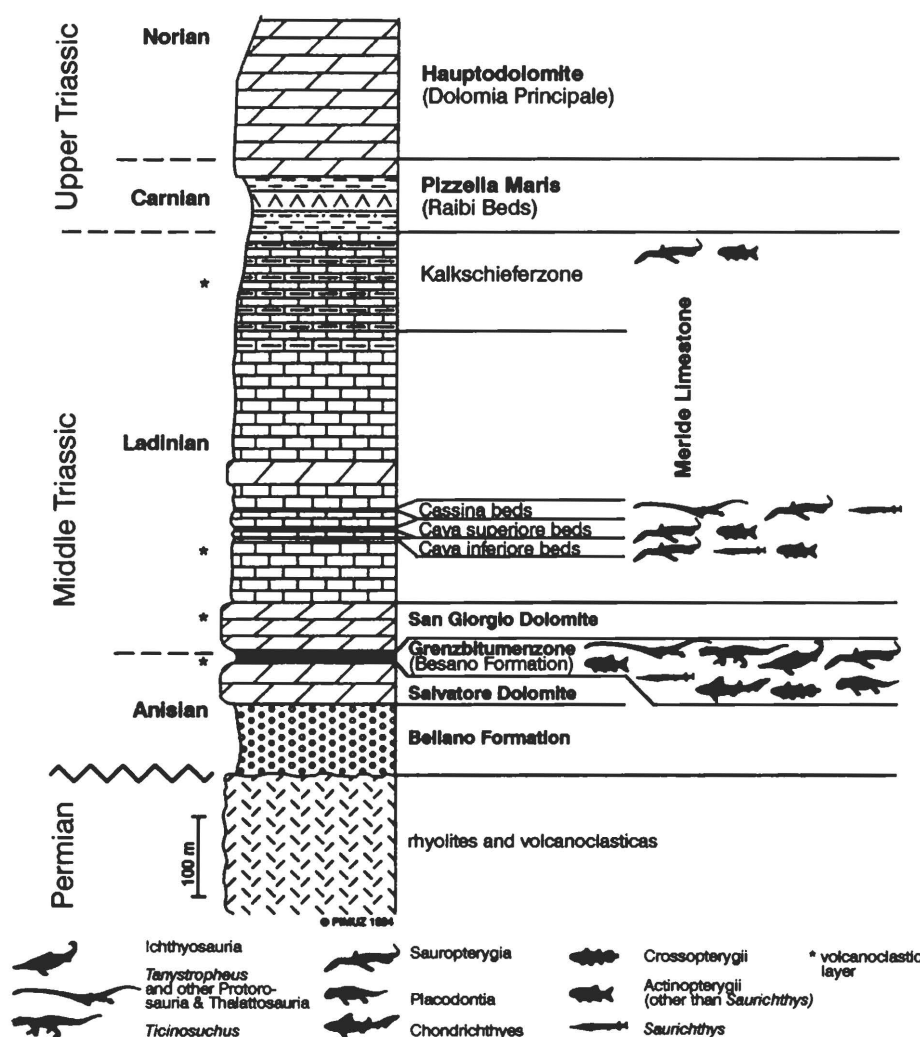 Upper Triassic
Norian
Hauptdolomite
(Dolomia Principale)
Carnian
Pizzella Maris
(Raibl Beds)
Middle Triassic
*
Kalkschieferzone
Meride Limestone
Ladinian
Cassina beds
Cava superiore beds
Cava inferiore beds
*
*
San Giorgio Dolomite
*
Grenzbitumenzone
(Besano Formation)
Salvatore Dolomite
Anisian
Bellano Formation
Permian
rhyolites and volcanoclasticas
100 m
© PIMUZ 1994
Ichthyosauria
Tanystropheus
and other Protoro-
sauria & Thalattosauria
Ticinosuchus
Sauropterygia
Placodontia
Chondrichthyes
Crossopterygii
Actinopterygii
(other than Saurichthys)
Saurichthys
* volcanoclastic
layer